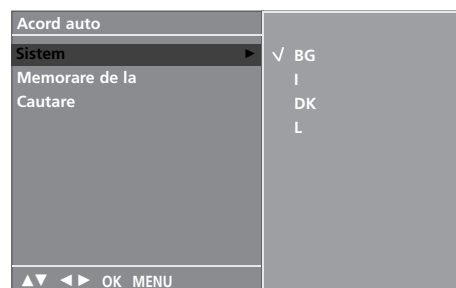 Acord auto
Sistem ►
Memorare de la
Cautare
√ BG
I
DK
L
▲▼ ◄► OK MENU